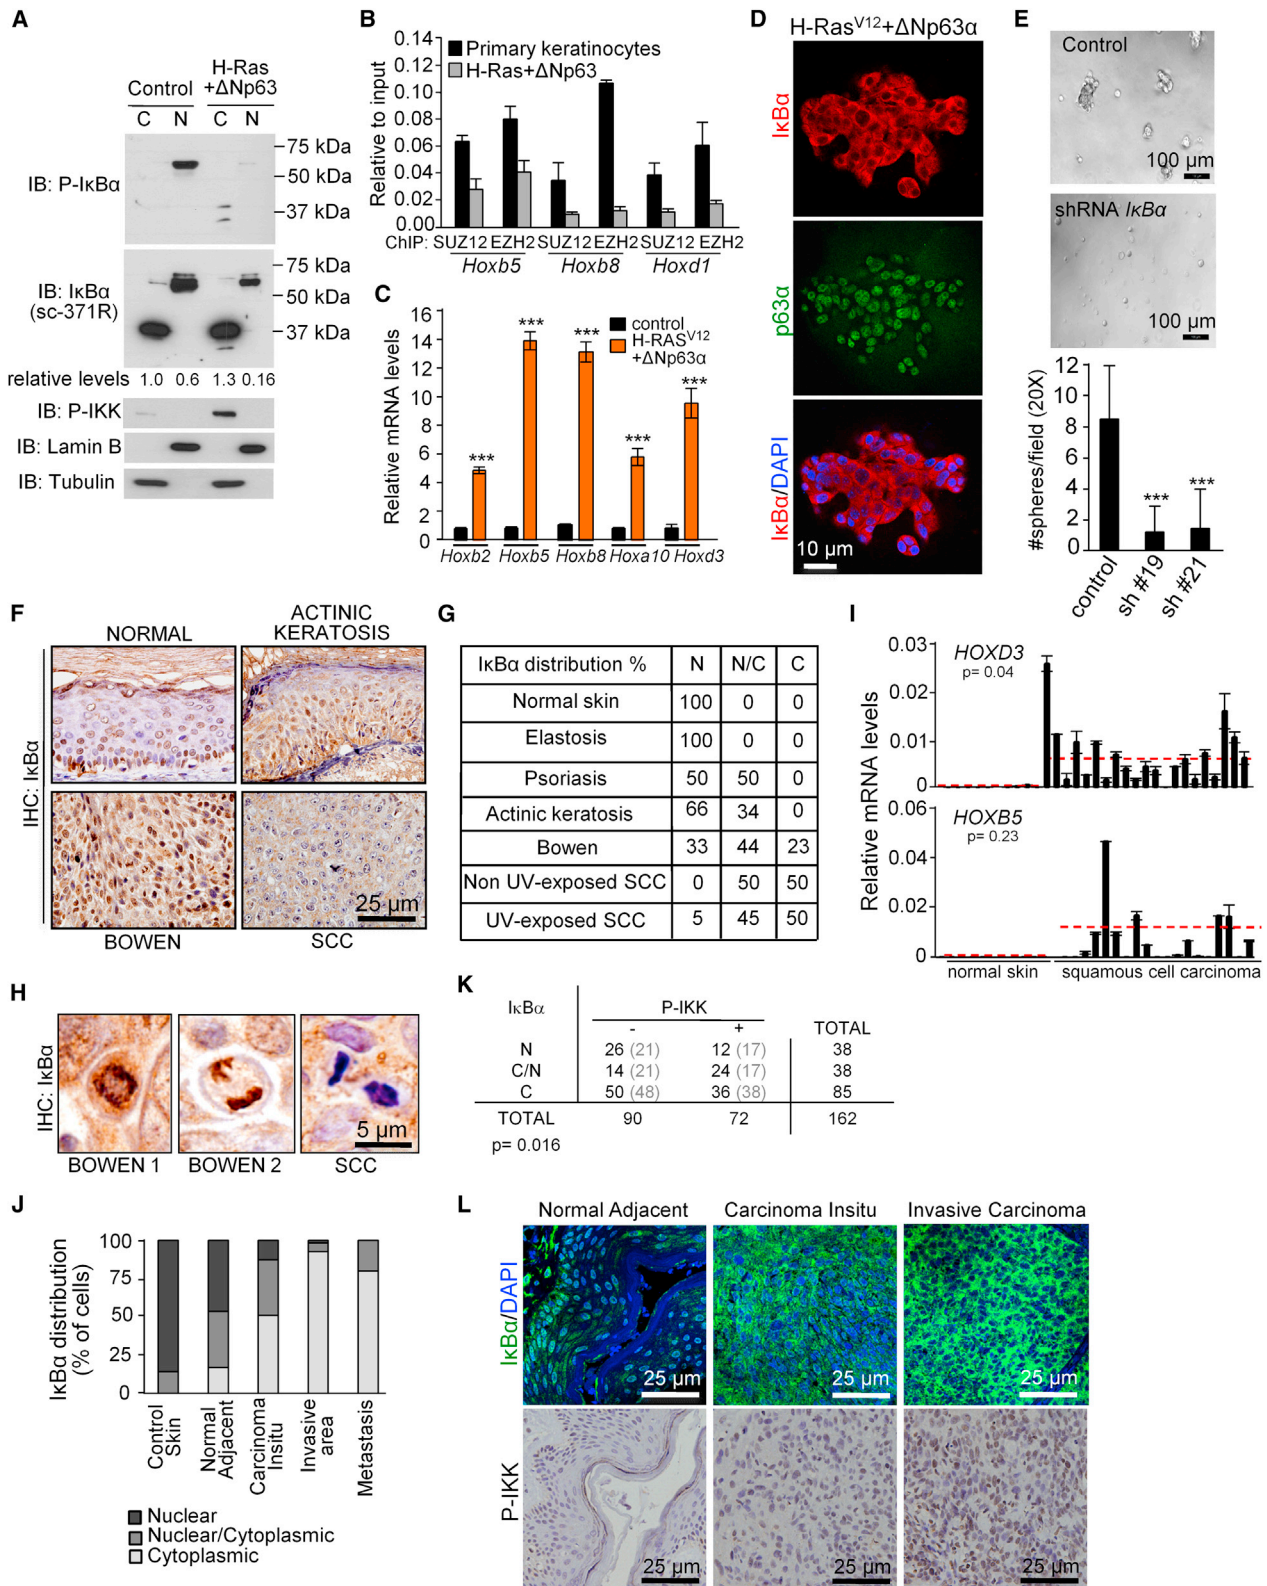 A
Control
H-Ras
+ΔNp63
C N C N
IB: P-IκBα
75 kDa
50 kDa
37 kDa
IB: IκBα
(sc-371R)
75 kDa
50 kDa
37 kDa
relative levels 1.0 0.6 1.3 0.16
IB: P-IKK
IB: Lamin B
IB: Tubulin
B
Primary keratinocytes
H-Ras+ΔNp63
Relative to input
0.14
0.12
0.10
0.08
0.06
0.04
0.02
0.00
ChIP: SUZ12 EZH2 SUZ12 EZH2 SUZ12 EZH2
Hoxb5 Hoxb8 Hoxd1
C
control
H-RASV12
+ΔNp63α
Relative mRNA levels
16
14
12
10
8
6
4
2
0
*** *** *** *** ***
Hoxb2 Hoxb5 Hoxb8 Hoxa10 Hoxd3
D
H-RasV12+ΔNp63α
IκBα
p63α
IκBα/DAPI
10 μm
E
Control
100 μm
shRNA IκBα
100 μm
#spheres/field (20X)
12
10
8
6
4
2
0
*** ***
control sh #19 sh #21
F
NORMAL
ACTINIC
KERATOSIS
IHC: IκBα
25 μm
BOWEN SCC
G
IκBα distribution % N N/C C
Normal skin 100 0 0
Elastosis 100 0 0
Psoriasis 50 50 0
Actinic keratosis 66 34 0
Bowen 33 44 23
Non UV-exposed SCC 0 50 50
UV-exposed SCC 5 45 50
H
IHC: IκBα
5 μm
BOWEN 1 BOWEN 2 SCC
I
Relative mRNA levels
HOXD3
p= 0.04
0.03
0.02
0.01
0
HOXB5
p= 0.23
0.06
0.04
0.02
0
normal skin squamous cell carcinoma
J
IκBα distribution
(% of cells)
100
75
50
25
0
Control
Skin
Normal
Adjacent
Carcinoma
Insitu
Invasive
area
Metastasis
Nuclear
Nuclear/Cytoplasmic
Cytoplasmic
K
IκBα P-IKK
- + TOTAL
N 26 (21) 12 (17) 38
C/N 14 (21) 24 (17) 38
C 50 (48) 36 (38) 85
TOTAL 90 72 162
p= 0.016
L
Normal Adjacent Carcinoma Insitu Invasive Carcinoma
IκBα/DAPI
25 μm 25 μm 25 μm
P-IKK
25 μm 25 μm 25 μm